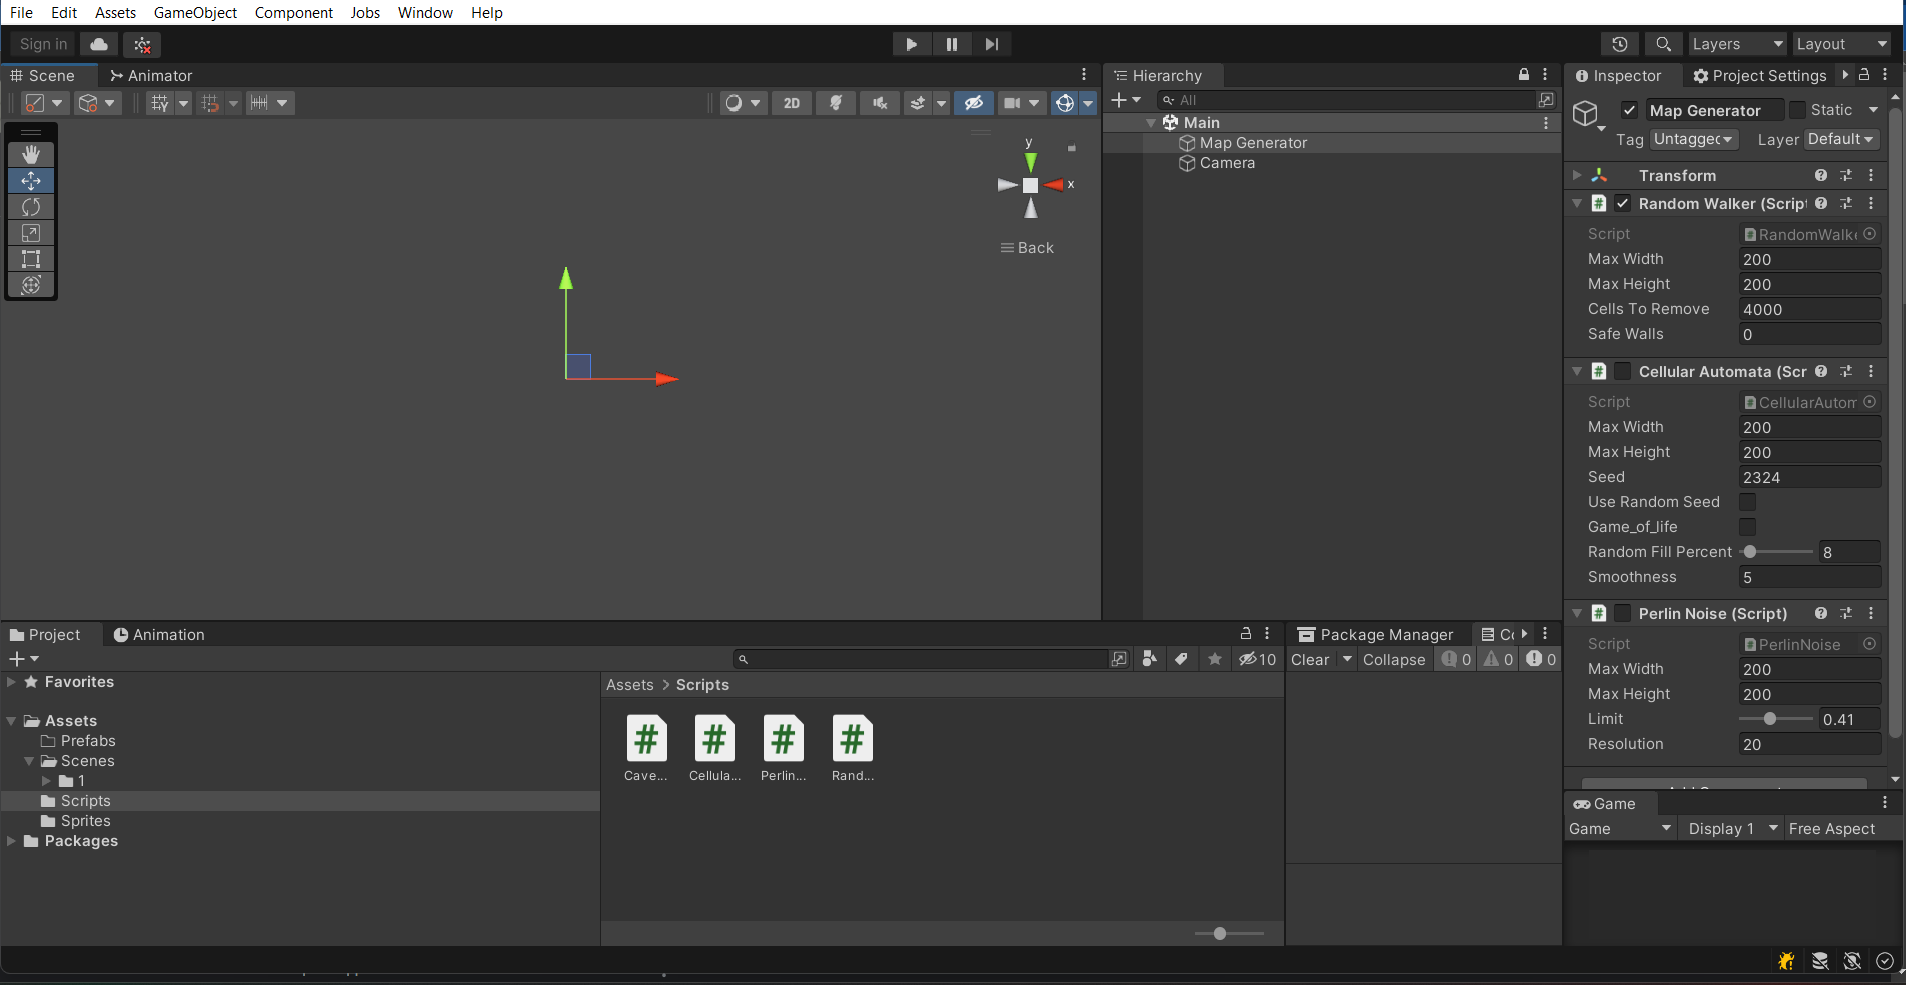 File Edit Assets GameObject Component Jobs Window Help
Sign in
Layers
Layout
Scene
Animator
Y
2D
y
x
Back
Hierarchy
All
Main
Map Generator
Camera
Inspector
Project Settings
Map Generator
Static
Tag Untagged Layer Default
Transform
Random Walker (Script
Script RandomWalke
Max Width 200
Max Height 200
Cells To Remove 4000
Safe Walls 0
Cellular Automata (Scr
Script CellularAutom
Max Width 200
Max Height 200
Seed 2324
Use Random Seed
Game_of_life
Random Fill Percent 8
Smoothness 5
Perlin Noise (Script)
Script PerlinNoise
Max Width 200
Max Height 200
Limit 0.41
Resolution 20
Project
Animation
10
Favorites
Assets
Prefabs
Scenes
1
Scripts
Sprites
Packages
Assets > Scripts
Cave...
Cellula...
Perlin...
Rand...
Package Manager
Clear Collapse 0 0 0
Game
Game Display 1 Free Aspect